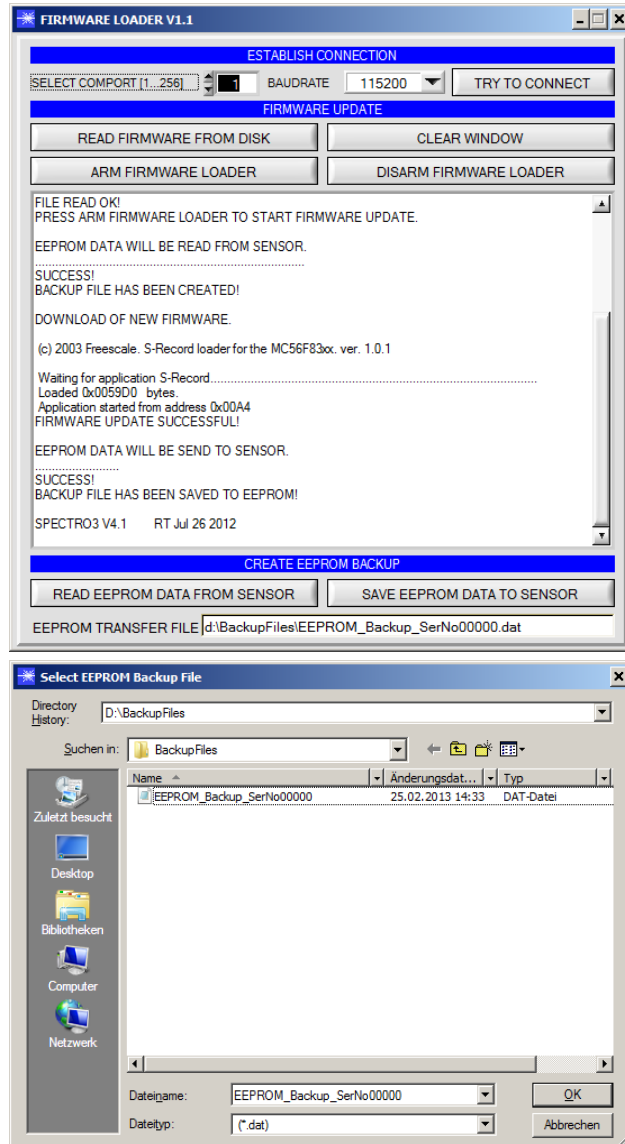 FIRMWARE LOADER V1.1
ESTABLISH CONNECTION
SELECT COMPORT [1...256] 1 BAUDRATE 115200 TRY TO CONNECT
FIRMWARE UPDATE
READ FIRMWARE FROM DISK CLEAR WINDOW
ARM FIRMWARE LOADER DISARM FIRMWARE LOADER
FILE READ OK!
PRESS ARM FIRMWARE LOADER TO START FIRMWARE UPDATE.
EEPROM DATA WILL BE READ FROM SENSOR.
................................................................................
SUCCESS!
BACKUP FILE HAS BEEN CREATED!
DOWNLOAD OF NEW FIRMWARE.
(c) 2003 Freescale. S-Record loader for the MC56F83xx. ver. 1.0.1
Waiting for application S-Record................................................................................................
Loaded 0x0059D0 bytes.
Application started from address 0x00A4
FIRMWARE UPDATE SUCCESSFUL!
EEPROM DATA WILL BE SEND TO SENSOR.
.........................
SUCCESS!
BACKUP FILE HAS BEEN SAVED TO EEPROM!
SPECTRO3 V4.1 RT Jul 26 2012
CREATE EEPROM BACKUP
READ EEPROM DATA FROM SENSOR SAVE EEPROM DATA TO SENSOR
EEPROM TRANSFER FILE d:\BackupFiles\EEPROM_Backup_SerNo00000.dat
Select EEPROM Backup File
Directory
History: D:\BackupFiles
Suchen in: BackupFiles
Name Änderungsdat... Typ
EEPROM_Backup_SerNo00000 25.02.2013 14:33 DAT-Datei
Zuletzt besucht
Desktop
Bibliotheken
Computer
Netzwerk
Dateiname: EEPROM_Backup_SerNo00000 OK
Dateityp: (*.dat) Abbrechen